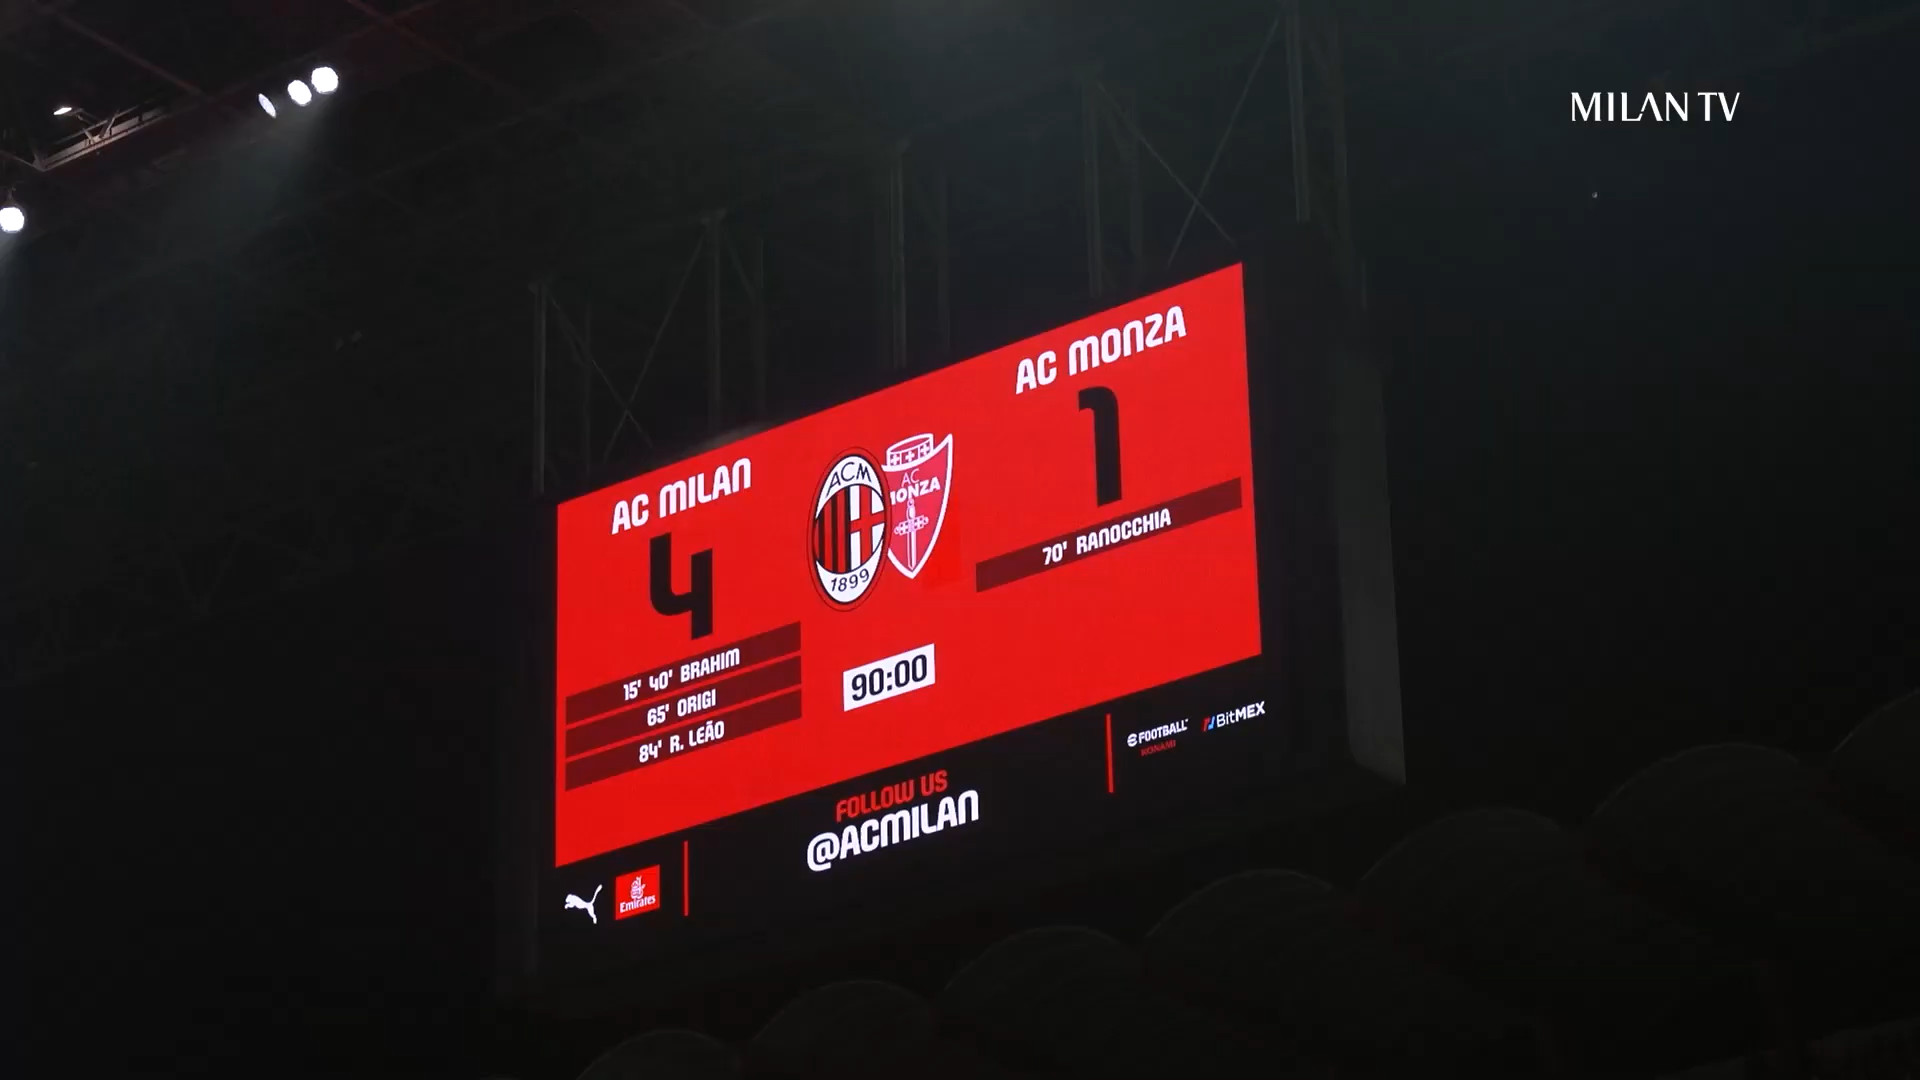 MILAN TV
AC MILAN
4
15' 40' BRAHIM
65' ORIGI
84' R. LEÃO
ACM
1899
AC
MONZA
90:00
AC MONZA
1
70' RANOCCHIA
Emirates
FOLLOW US
@ACMILAN
eFOOTBALL
KONAMI
BitMEX